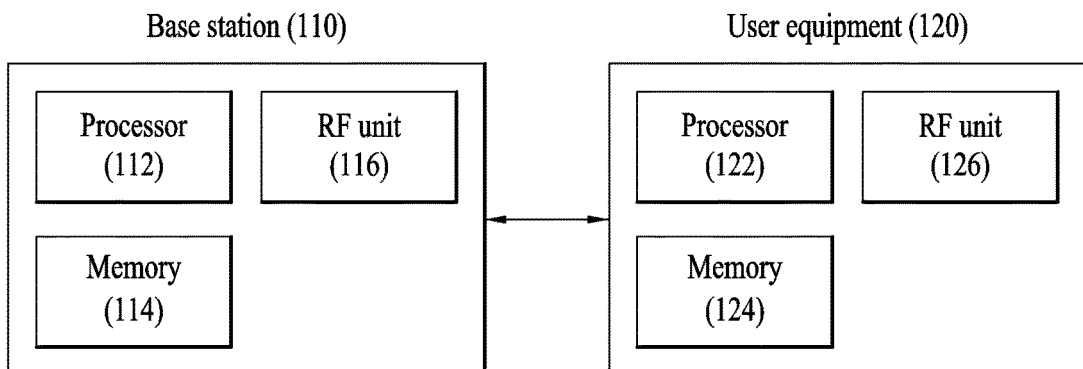 Base station (110)
Processor
(112)
RF unit
(116)
Memory
(114)
User equipment (120)
Processor
(122)
RF unit
(126)
Memory
(124)